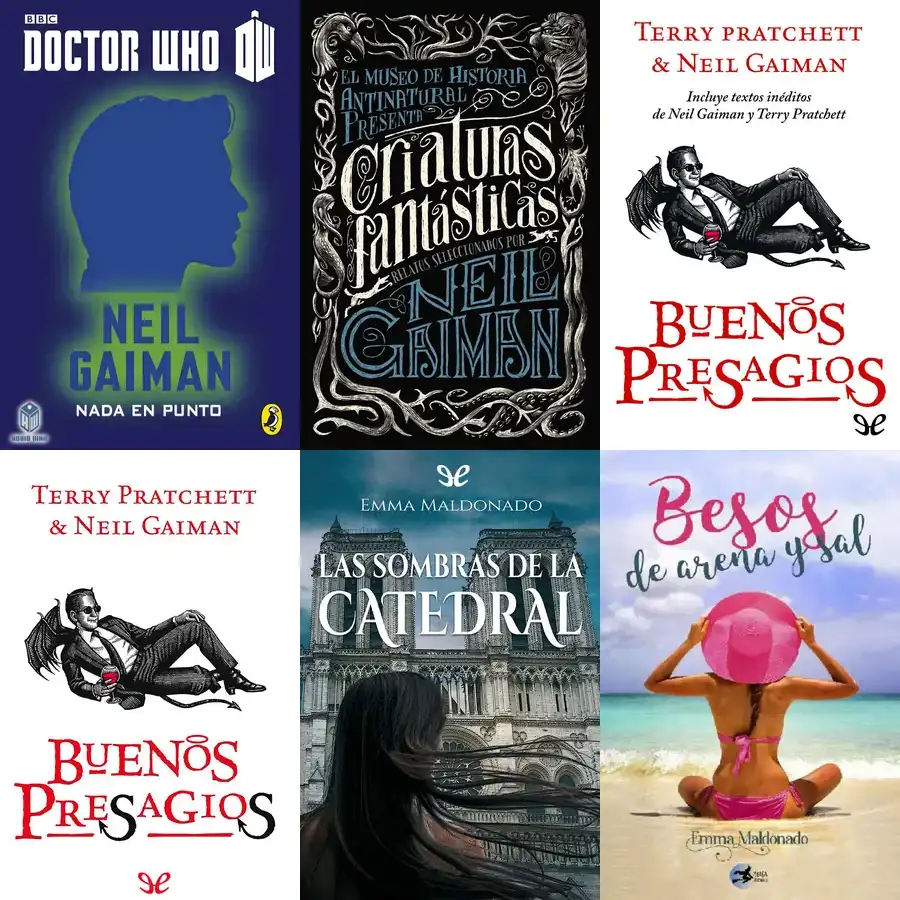 BBC
DOCTOR WHO DW
NEIL
GAIMAN
NADA EN PUNTO
EL MUSEO DE HISTORIA
ANTINATURAL
PRESENTA
Criaturas
fantásticas
RELATOS SELECCIONADOS POR
NEIL
GAIMAN
TERRY PRATCHETT
& NEIL GAIMAN
Incluye textos inéditos
de Neil Gaiman y Terry Pratchett
BUENOS
PRESAGIOS
TERRY PRATCHETT
& NEIL GAIMAN
BUENOS
PRESAGIOS
EMMA MALDONADO
LAS SOMBRAS DE LA
CATEDRAL
Besos
de arena y sal
Emma Maldonado